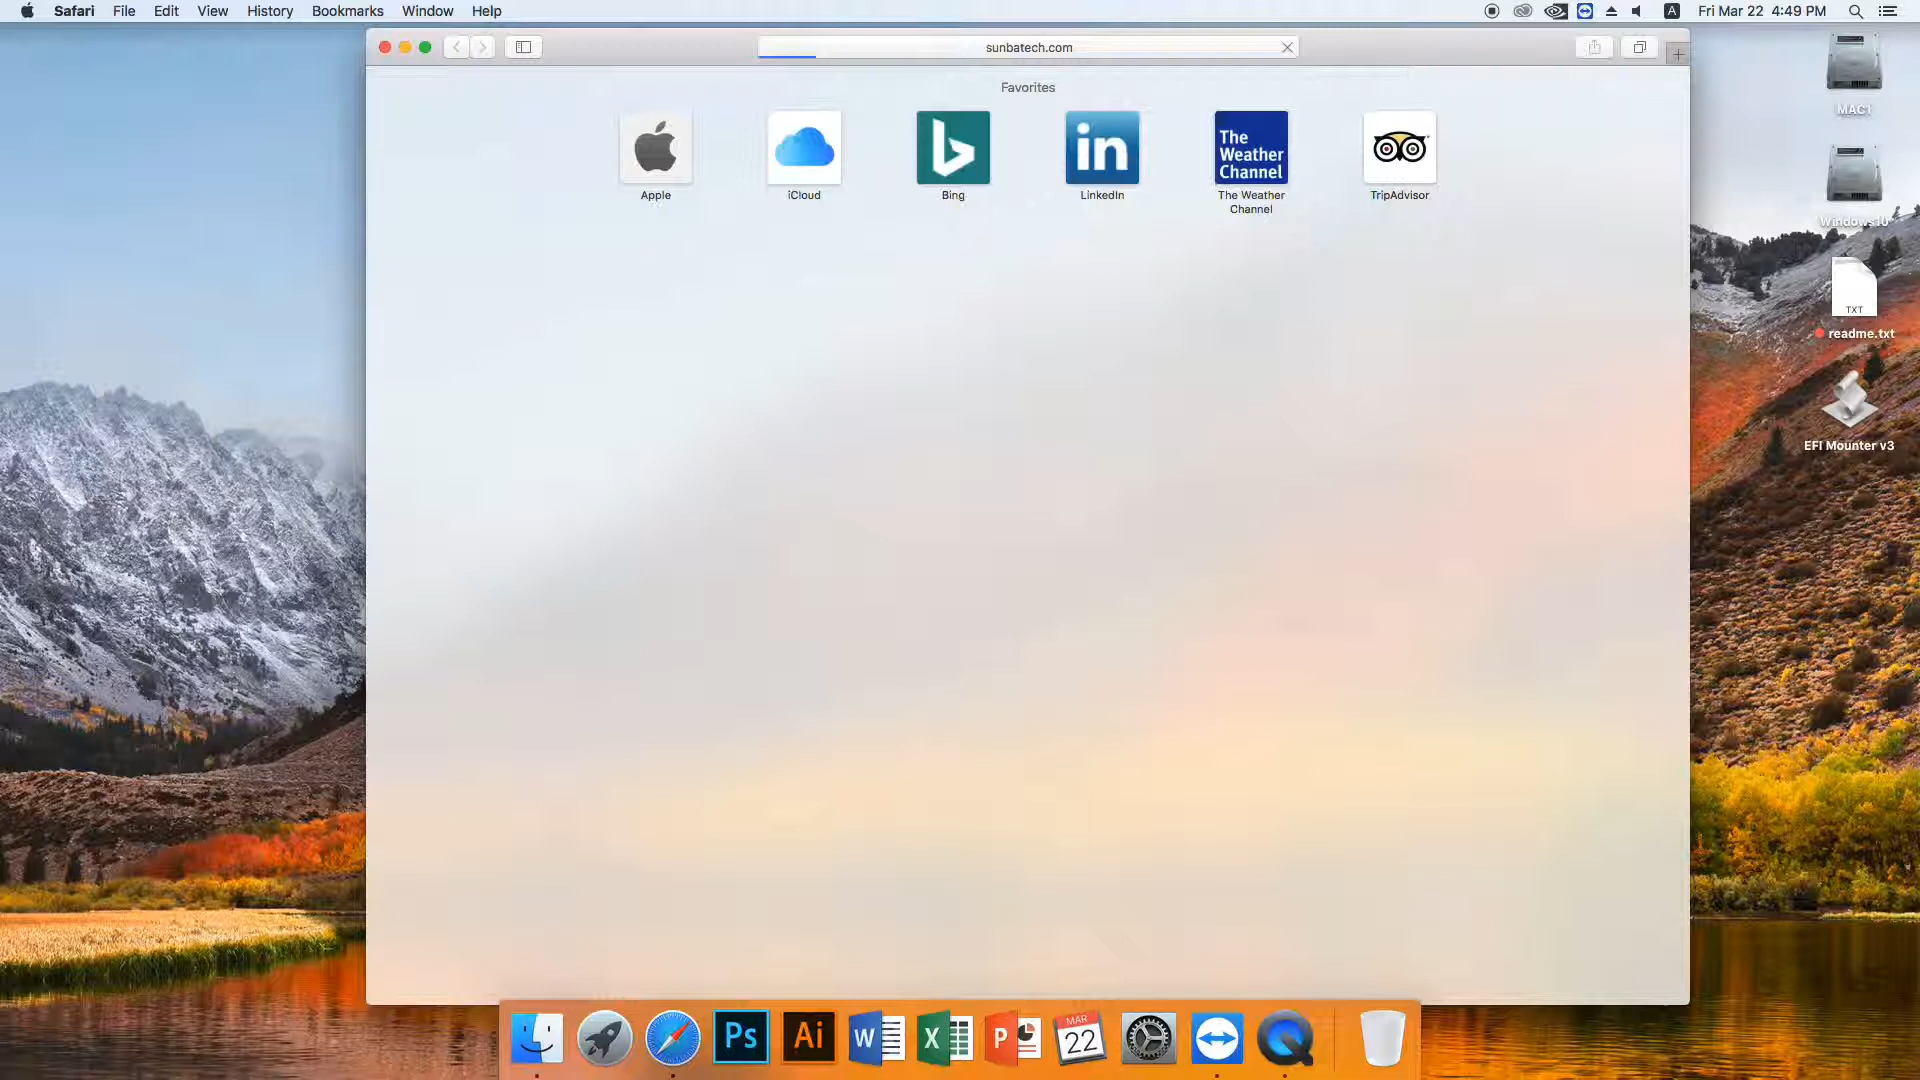 Safari File Edit View History Bookmarks Window Help
A Fri Mar 22 4:49 PM
sunbatech.com
Favorites
The
Weather
Channel
in
Apple iCloud Bing LinkedIn The Weather
Channel TripAdvisor
MAC1
Windows10
TXT
readme.txt
EFI Mounter v3
Ps Ai W X P MAR
22